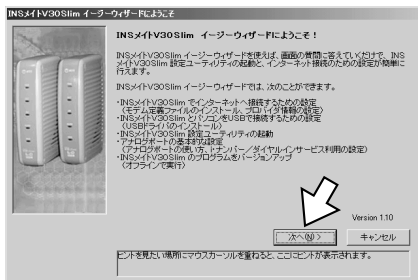 INSメイトV30Slim イージーウィザードにようこそ
INSメイトV30Slim イージーウィザードにようこそ！
INSメイトV30Slim イージーウィザードを使えば、画面の質問に答えていくだけで、INS
メイトV30Slim 設定ユーティリティの起動と、インターネット接続のための設定が簡単に
行えます。
INSメイトV30Slim イージーウィザードでは、次のことができます。
・INSメイトV30Slim でインターネットへ接続するための設定
（モデム定義ファイルのインストール、プロバイダ情報の設定）
・INSメイトV30Slim とパソコンをUSBで接続するための設定
（USBドライバのインストール）
・INSメイトV30Slim 設定ユーティリティの起動
・アナログポートの基本的な設定
（アナログポートの使い方、i・ナンバー／ダイヤルインサービス利用の設定）
・INSメイトV30Slim のプログラムをバージョンアップ
（オフラインで実行）
Version 1.10
次へ(N) >
キャンセル
ヒントを見たい場所にマウスカーソルを重ねると、ここにヒントが表示されます。